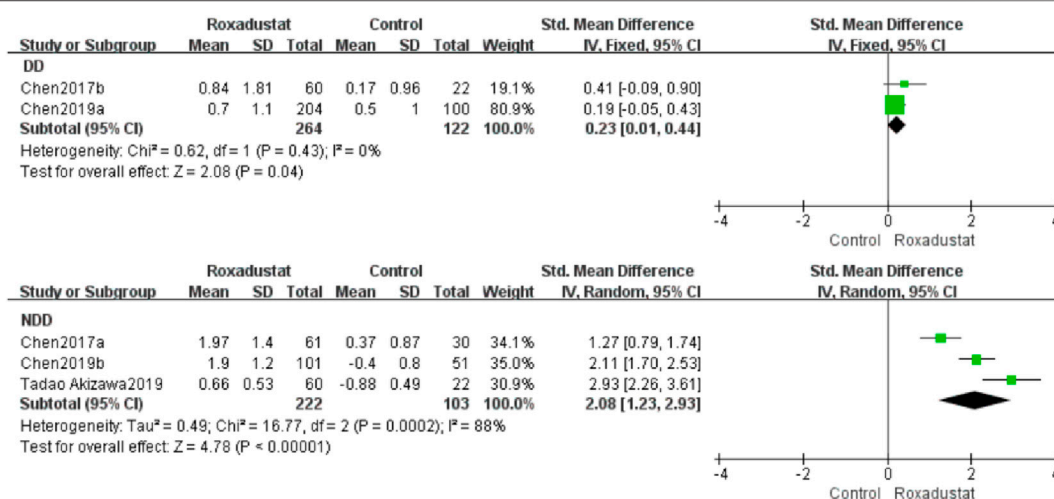 Roxadustat Control Std. Mean Difference Std. Mean Difference
Study or Subgroup Mean SD Total Mean SD Total Weight IV, Fixed, 95% CI IV, Fixed, 95% CI
DD
Chen2017b 0.84 1.81 60 0.17 0.96 22 19.1% 0.41 [-0.09, 0.90]
Chen2019a 0.7 1.1 204 0.5 1 100 80.9% 0.19 [-0.05, 0.43]
Subtotal (95% CI) 264 122 100.0% 0.23 [0.01, 0.44]
Heterogeneity: Chi² = 0.62, df = 1 (P = 0.43); I² = 0%
Test for overall effect: Z = 2.08 (P = 0.04)
-4 -2 0 2 4
Control Roxadustat
Roxadustat Control Std. Mean Difference Std. Mean Difference
Study or Subgroup Mean SD Total Mean SD Total Weight IV, Random, 95% CI IV, Random, 95% CI
NDD
Chen2017a 1.97 1.4 61 0.37 0.87 30 34.1% 1.27 [0.79, 1.74]
Chen2019b 1.9 1.2 101 -0.4 0.8 51 35.0% 2.11 [1.70, 2.53]
Tadao Akizawa2019 0.66 0.53 60 -0.88 0.49 22 30.9% 2.93 [2.26, 3.61]
Subtotal (95% CI) 222 103 100.0% 2.08 [1.23, 2.93]
Heterogeneity: Tau² = 0.49; Chi² = 16.77, df = 2 (P = 0.0002); I² = 88%
Test for overall effect: Z = 4.78 (P < 0.00001)
-4 -2 0 2 4
Control Roxadustat